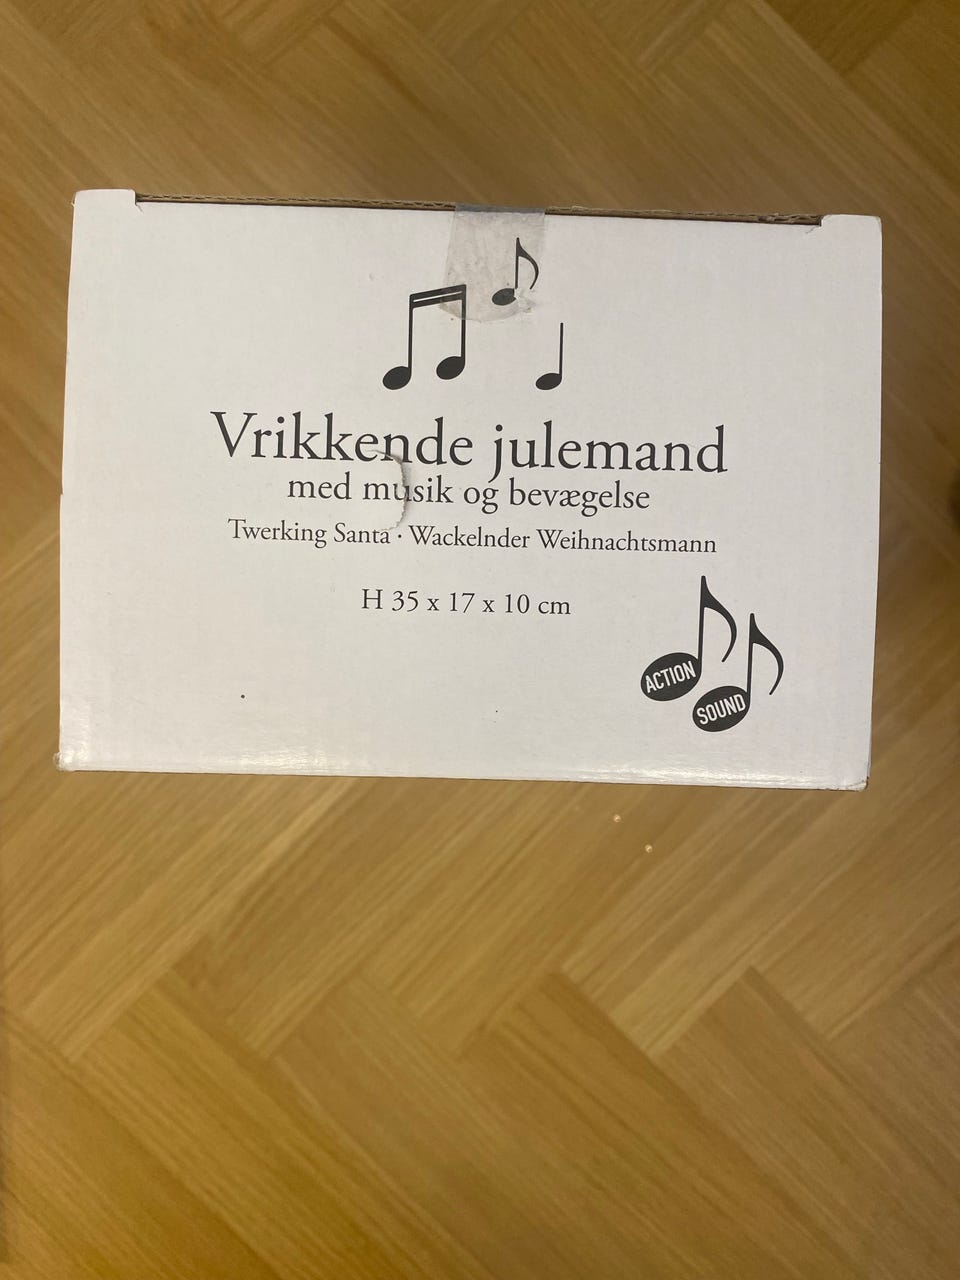 Vrikkende julemand
med musik og bevægelse
Twerking Santa · Wackelnder Weihnachtsmann
H 35 x 17 x 10 cm
ACTION
SOUND